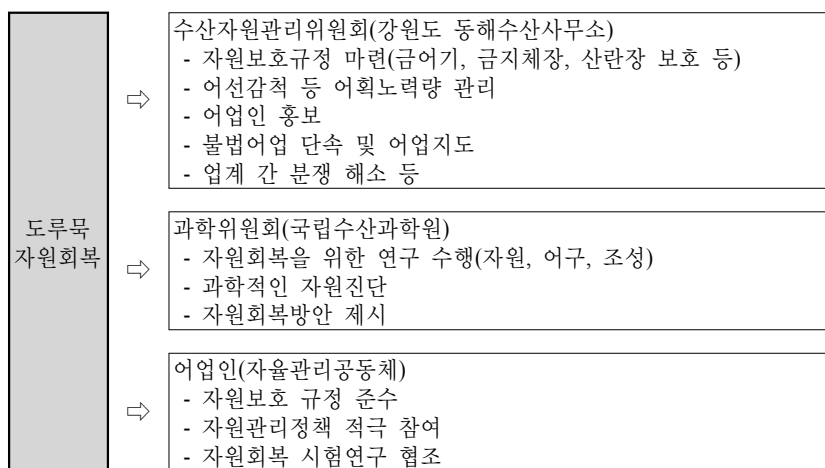 수산자원관리위원회(강원도 동해수산사무소)
- 자원보호규정 마련(금어기, 금지체장, 산란장 보호 등)
- 어선감척 등 어획노력량 관리
- 어업인 홍보
- 불법어업 단속 및 어업지도
- 업계 간 분쟁 해소 등
도루묵
자원회복
과학위원회(국립수산과학원)
- 자원회복을 위한 연구 수행(자원, 어구, 조성)
- 과학적인 자원진단
- 자원회복방안 제시
어업인(자율관리공동체)
- 자원보호 규정 준수
- 자원관리정책 적극 참여
- 자원회복 시험연구 협조